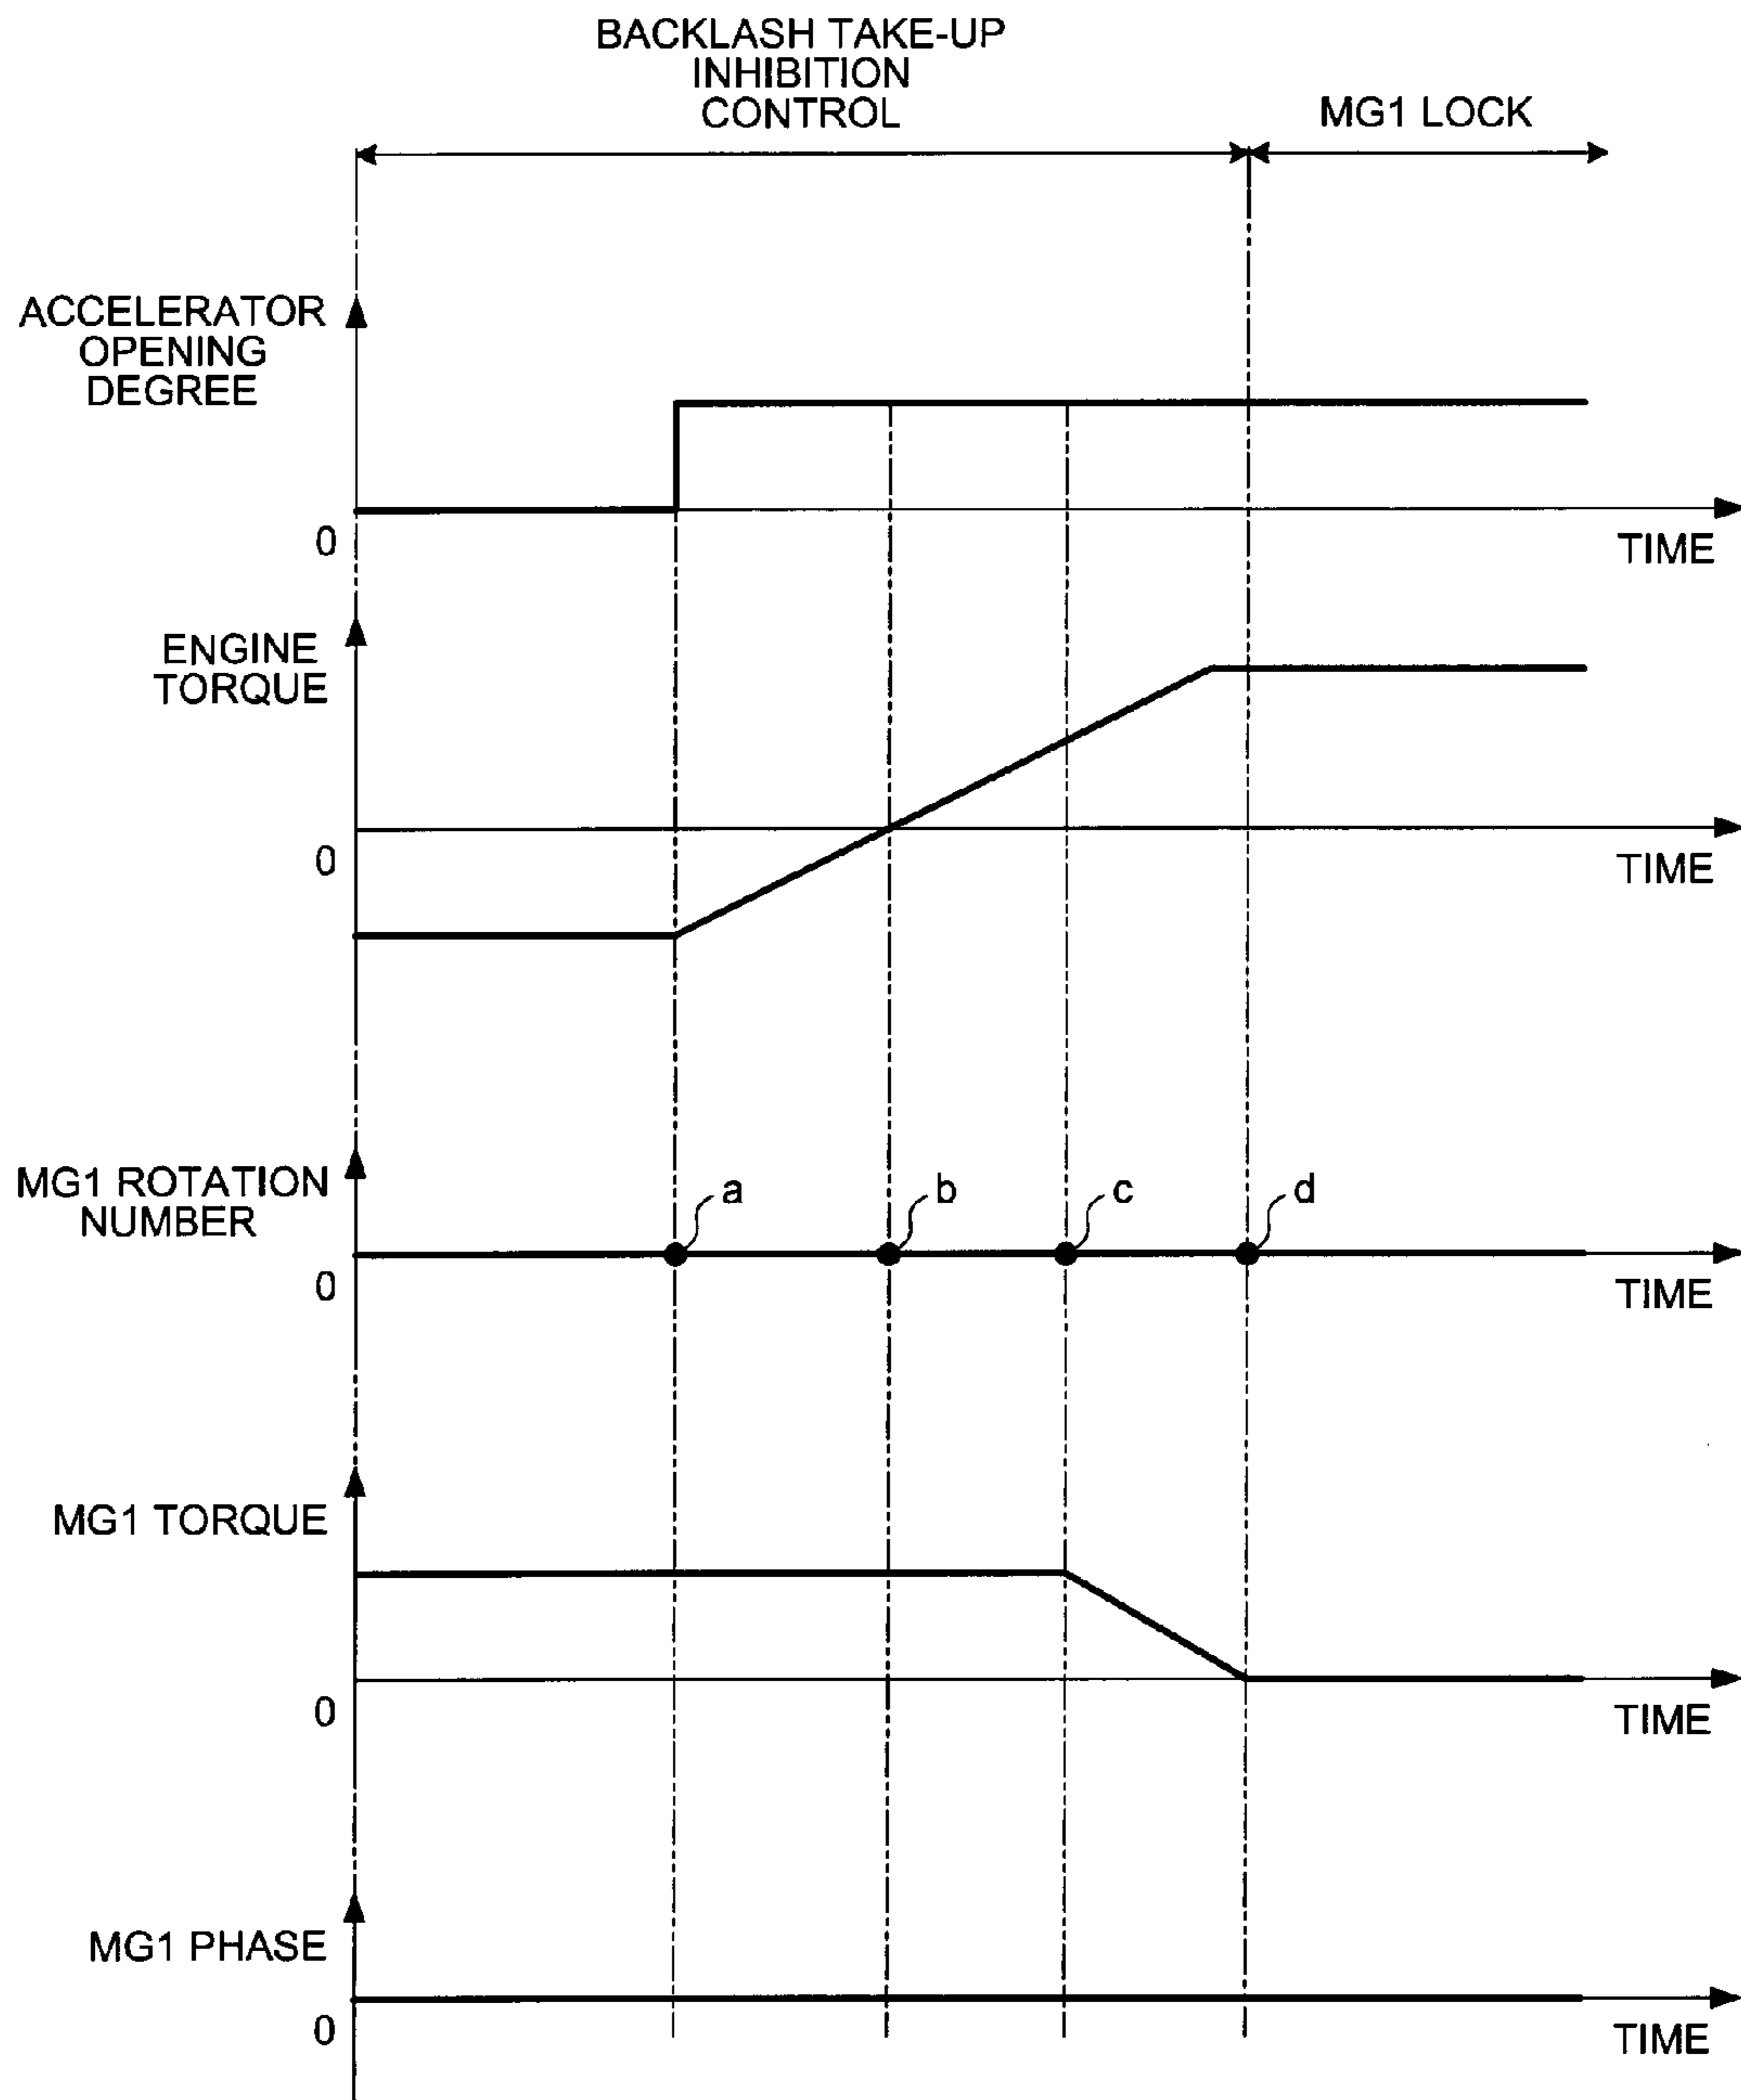 BACKLASH TAKE-UP
INHIBITION
CONTROL
MG1 LOCK
ACCELERATOR
OPENING
DEGREE
0
TIME
ENGINE
TORQUE
0
TIME
MG1 ROTATION
NUMBER
a
b
c
d
0
TIME
MG1 TORQUE
0
TIME
MG1 PHASE
0
TIME